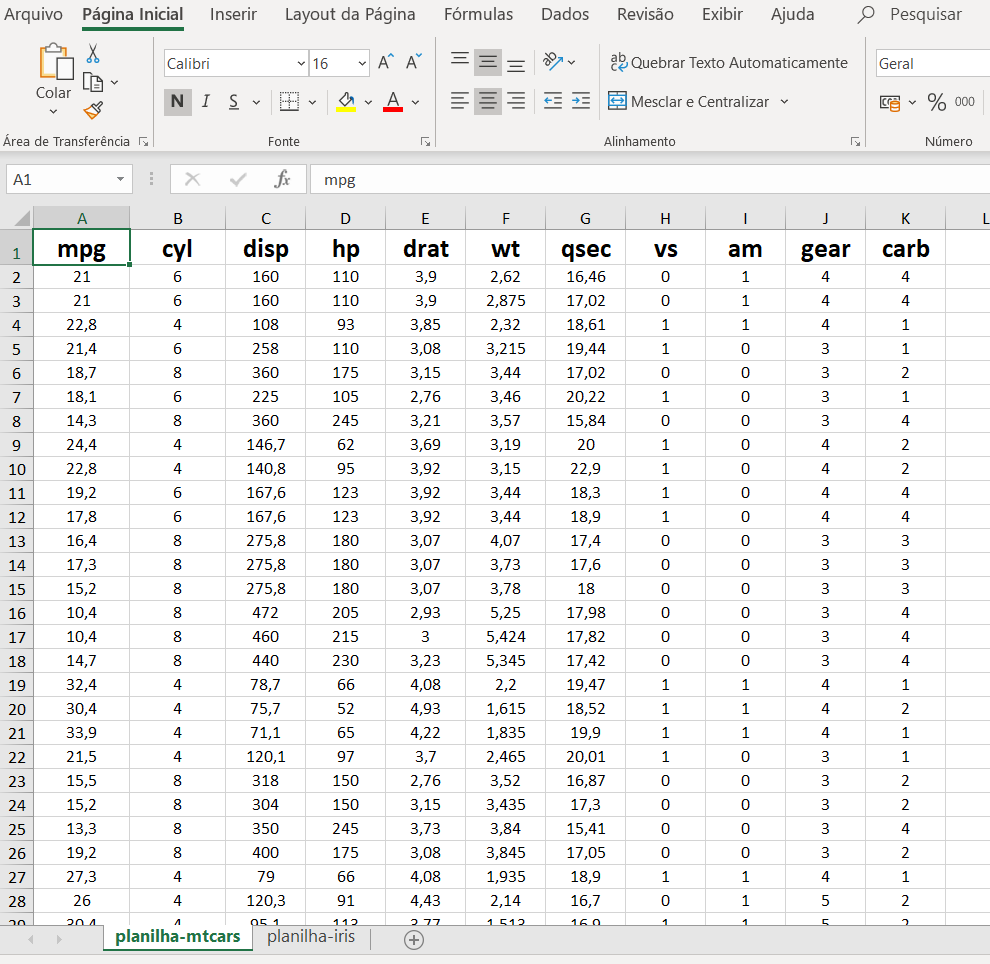 Arquivo Página Inicial Inserir Layout da Página Fórmulas Dados Revisão Exibir Ajuda Pesquisar
Colar
Calibri 16
N I S
ab Quebrar Texto Automaticamente
Mesclar e Centralizar
Geral
% 000
Área de Transferência Fonte Alinhamento Número
A1 fx mpg
A B C D E F G H I J K L
1 mpg cyl disp hp drat wt qsec vs am gear carb
2 21 6 160 110 3,9 2,62 16,46 0 1 4 4
3 21 6 160 110 3,9 2,875 17,02 0 1 4 4
4 22,8 4 108 93 3,85 2,32 18,61 1 1 4 1
5 21,4 6 258 110 3,08 3,215 19,44 1 0 3 1
6 18,7 8 360 175 3,15 3,44 17,02 0 0 3 2
7 18,1 6 225 105 2,76 3,46 20,22 1 0 3 1
8 14,3 8 360 245 3,21 3,57 15,84 0 0 3 4
9 24,4 4 146,7 62 3,69 3,19 20 1 0 4 2
10 22,8 4 140,8 95 3,92 3,15 22,9 1 0 4 2
11 19,2 6 167,6 123 3,92 3,44 18,3 1 0 4 4
12 17,8 6 167,6 123 3,92 3,44 18,9 1 0 4 4
13 16,4 8 275,8 180 3,07 4,07 17,4 0 0 3 3
14 17,3 8 275,8 180 3,07 3,73 17,6 0 0 3 3
15 15,2 8 275,8 180 3,07 3,78 18 0 0 3 3
16 10,4 8 472 205 2,93 5,25 17,98 0 0 3 4
17 10,4 8 460 215 3 5,424 17,82 0 0 3 4
18 14,7 8 440 230 3,23 5,345 17,42 0 0 3 4
19 32,4 4 78,7 66 4,08 2,2 19,47 1 1 4 1
20 30,4 4 75,7 52 4,93 1,615 18,52 1 1 4 2
21 33,9 4 71,1 65 4,22 1,835 19,9 1 1 4 1
22 21,5 4 120,1 97 3,7 2,465 20,01 1 0 3 1
23 15,5 8 318 150 2,76 3,52 16,87 0 0 3 2
24 15,2 8 304 150 3,15 3,435 17,3 0 0 3 2
25 13,3 8 350 245 3,73 3,84 15,41 0 0 3 4
26 19,2 8 400 175 3,08 3,845 17,05 0 0 3 2
27 27,3 4 79 66 4,08 1,935 18,9 1 1 4 1
28 26 4 120,3 91 4,43 2,14 16,7 0 1 5 2
29 30,4 4 95,1 113 3,77 1,513 16,9 1 1 5 2
planilha-mtcars planilha-iris